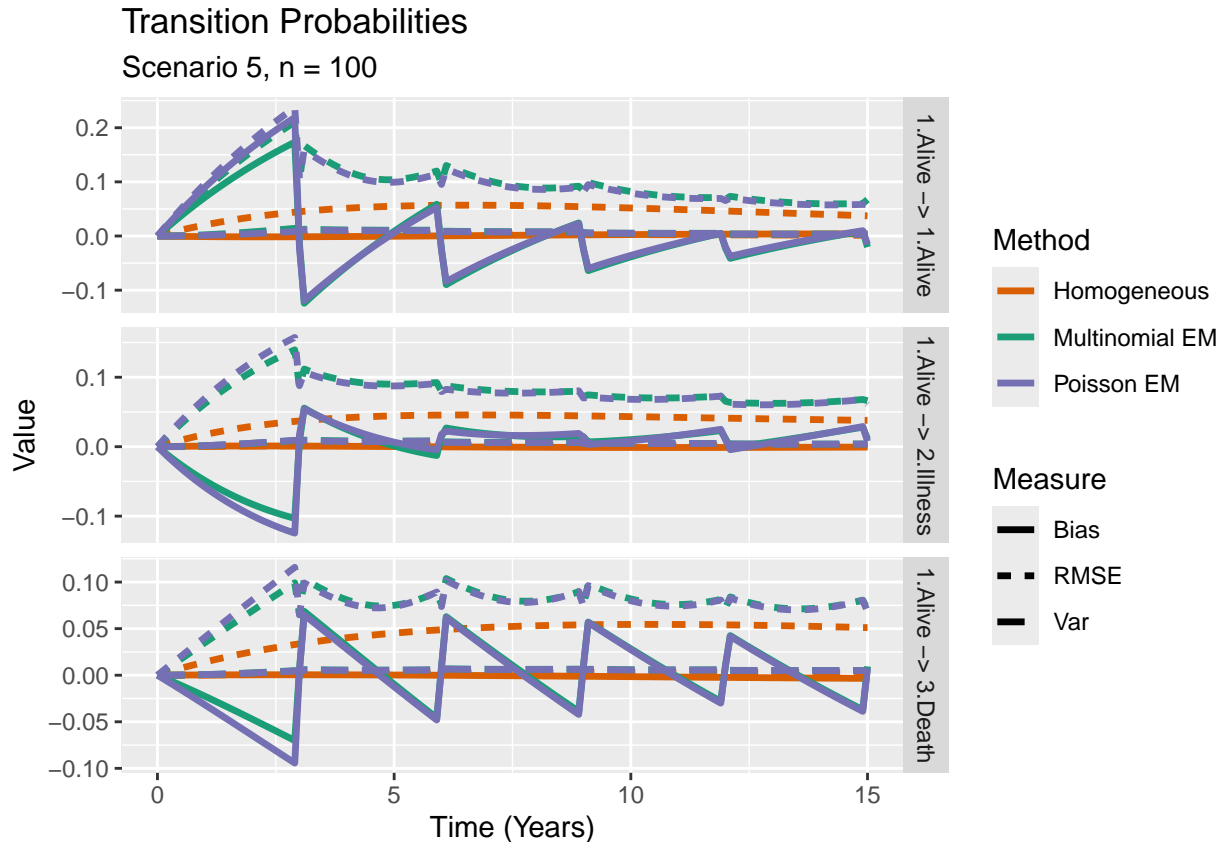 Transition Probabilities
Scenario 5, n = 100
Value
0.2
0.1
0.0
−0.1
1.Alive −> 1.Alive
0.1
0.0
−0.1
1.Alive −> 2.Illness
0.10
0.05
0.00
−0.05
−0.10
1.Alive −> 3.Death
0
5
10
15
Time (Years)
Method
Homogeneous
Multinomial EM
Poisson EM
Measure
Bias
RMSE
Var